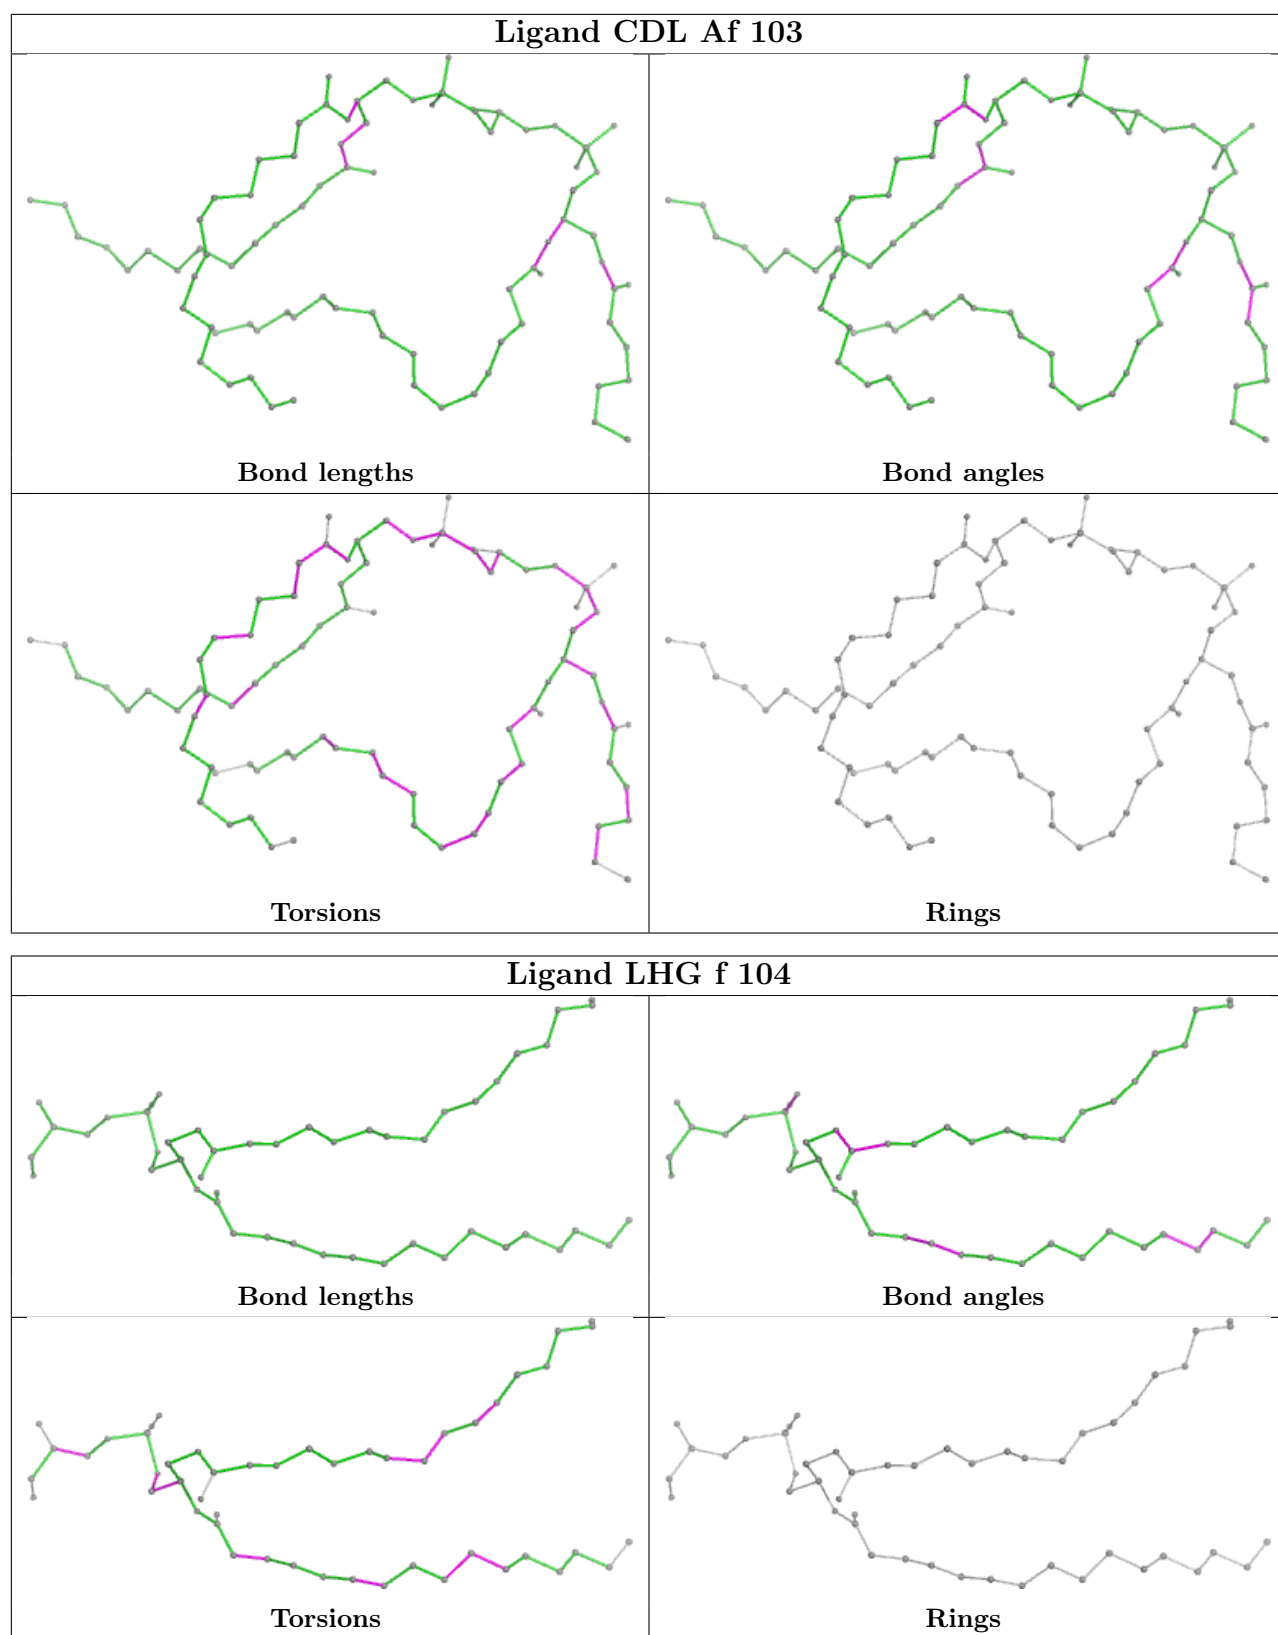 Ligand CDL Af 103
Bond lengths
Bond angles
Torsions
Rings
Ligand LHG f 104
Bond lengths
Bond angles
Torsions
Rings